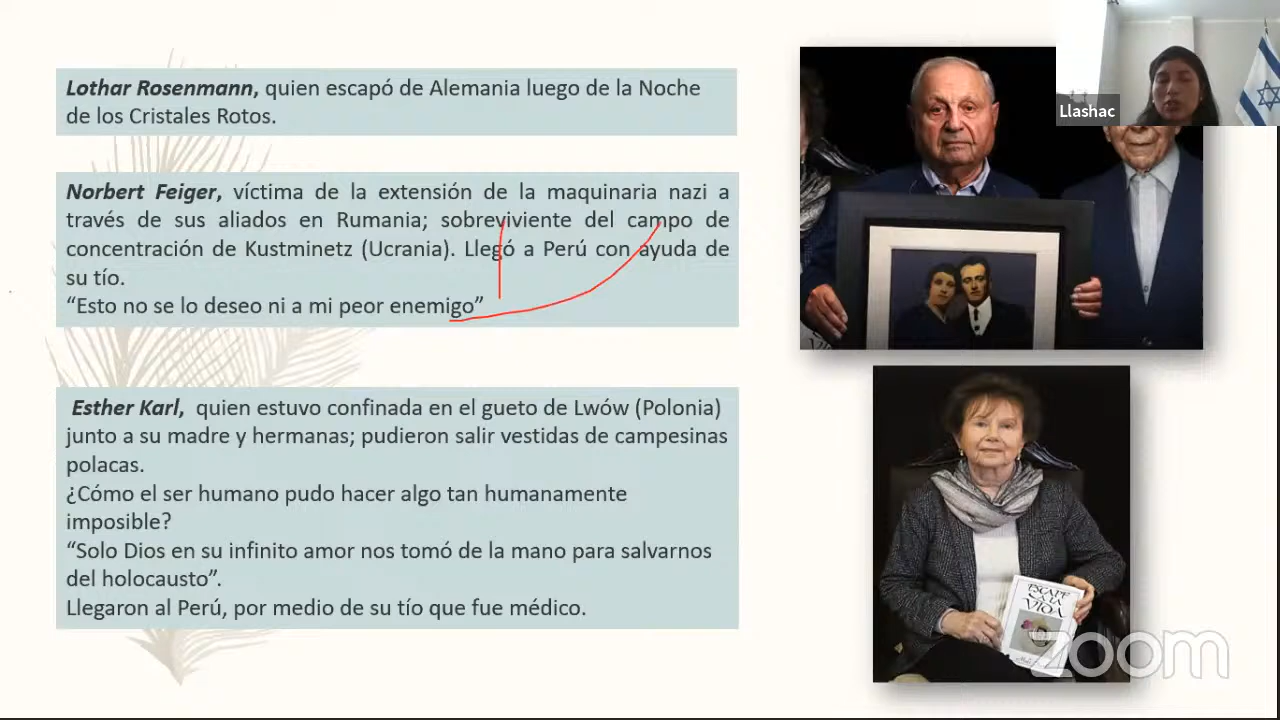 Lothar Rosenmann, quien escapó de Alemania luego de la Noche
de los Cristales Rotos.
Norbert Feiger, víctima de la extensión de la maquinaria nazi a
través de sus aliados en Rumania; sobreviviente del campo de
concentración de Kustminetz (Ucrania). Llegó a Perú con ayuda de
su tío.
“Esto no se lo deseo ni a mi peor enemigo”
Esther Karl, quien estuvo confinada en el gueto de Lwów (Polonia)
junto a su madre y hermanas; pudieron salir vestidas de campesinas
polacas.
¿Cómo el ser humano pudo hacer algo tan humanamente
imposible?
“Solo Dios en su infinito amor nos tomó de la mano para salvarnos
del holocausto”.
Llegaron al Perú, por medio de su tío que fue médico.
Llashac
ESCAPE
A LA
VIDA
zoom